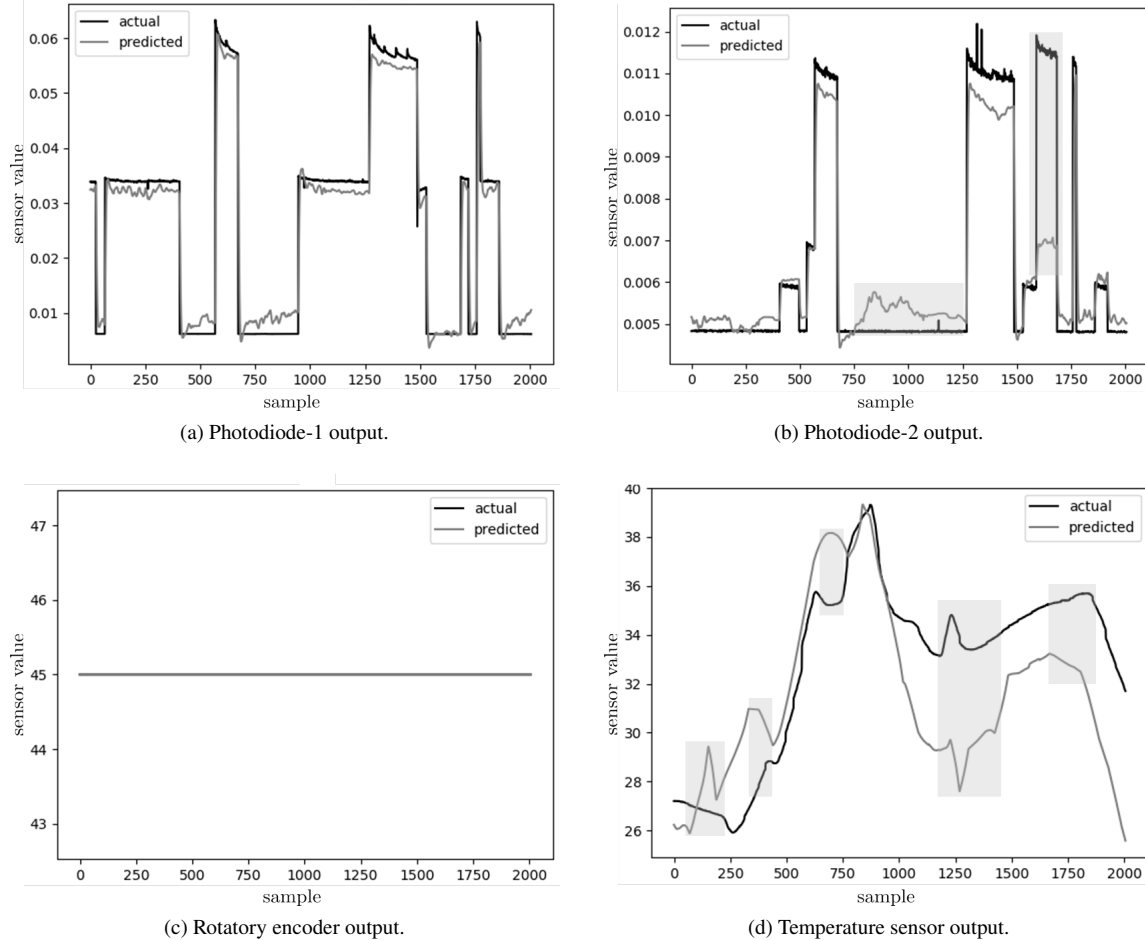 actual
predicted
0.06
0.05
0.04
0.03
0.02
0.01
sensor value
0 250 500 750 1000 1250 1500 1750 2000
sample
(a) Photodiode-1 output.
actual
predicted
0.012
0.011
0.010
0.009
0.008
0.007
0.006
0.005
sensor value
0 250 500 750 1000 1250 1500 1750 2000
sample
(b) Photodiode-2 output.
actual
predicted
47
46
45
44
43
sensor value
0 250 500 750 1000 1250 1500 1750 2000
sample
(c) Rotatory encoder output.
actual
predicted
40
38
36
34
32
30
28
26
sensor value
0 250 500 750 1000 1250 1500 1750 2000
sample
(d) Temperature sensor output.